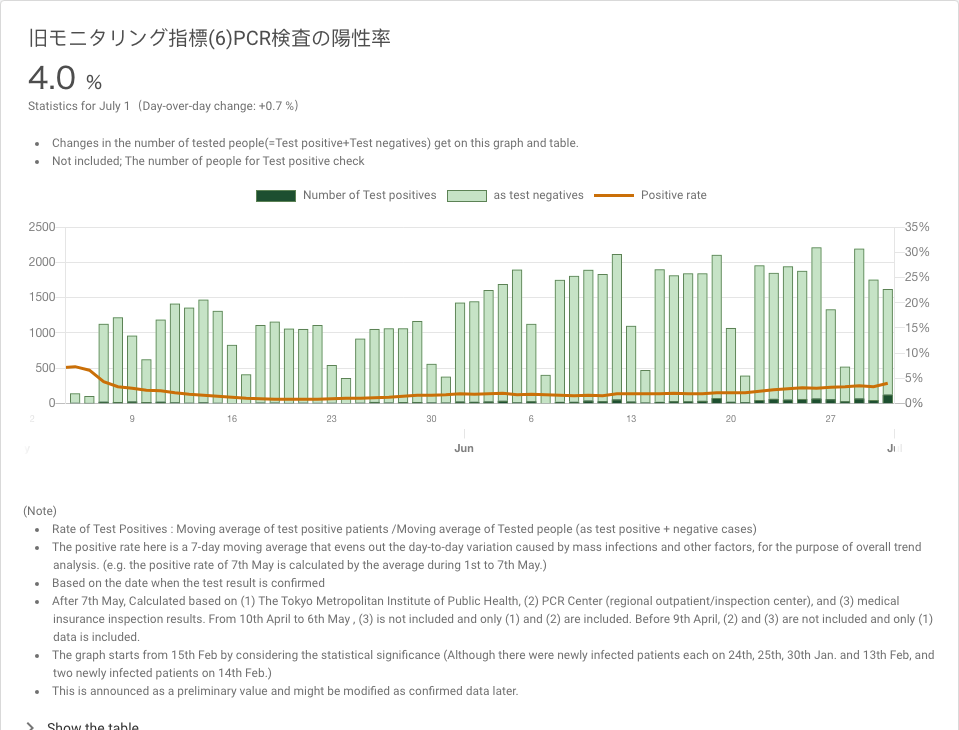 旧モニタリング指標(6)PCR検査の陽性率
4.0 %
Statistics for July 1（Day-over-day change: +0.7 %）
Changes in the number of tested people(=Test positive+Test negatives) get on this graph and table.
Not included; The number of people for Test positive check
Number of Test positives as test negatives Positive rate
2500 35%
30%
2000
25%
1500 20%
15%
1000
10%
500
5%
0 0%
2 9 16 23 30 6 13 20 27
y Jun Jul
(Note)
Rate of Test Positives : Moving average of test positive patients /Moving average of Tested people (as test positive + negative cases)
The positive rate here is a 7-day moving average that evens out the day-to-day variation caused by mass infections and other factors, for the purpose of overall trend
analysis. (e.g. the positive rate of 7th May is calculated by the average during 1st to 7th May.)
Based on the date when the test result is confirmed
After 7th May, Calculated based on (1) The Tokyo Metropolitan Institute of Public Health, (2) PCR Center (regional outpatient/inspection center), and (3) medical
insurance inspection results. From 10th April to 6th May , (3) is not included and only (1) and (2) are included. Before 9th April, (2) and (3) are not included and only (1)
data is included.
The graph starts from 15th Feb by considering the statistical significance (Although there were newly infected patients each on 24th, 25th, 30th Jan. and 13th Feb, and
two newly infected patients on 14th Feb.)
This is announced as a preliminary value and might be modified as confirmed data later.
Show the table